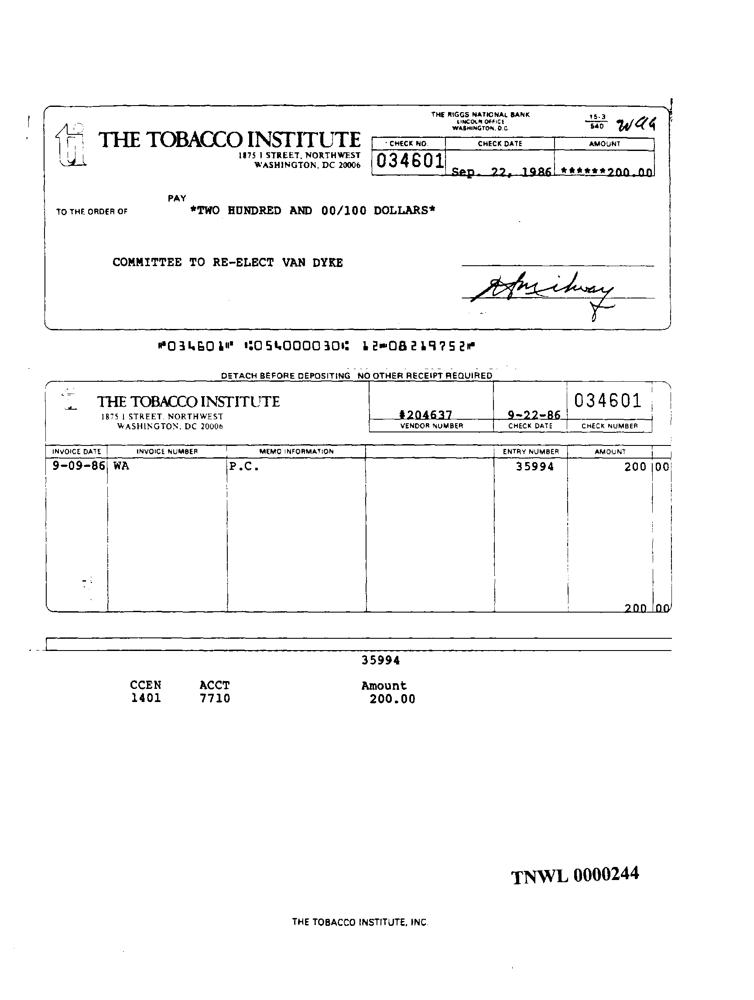 THE RIGGS NATIONAL BANK
LINCOLN OFFICE
WASHINGTON, D.C.
15-3
540
ti
THE TOBACCO INSTITUTE
1875 I STREET, NORTHWEST
WASHINGTON, DC 20006
CHECK NO. CHECK DATE AMOUNT
034601 Sep. 22, 1986 ******200.00
PAY
TO THE ORDER OF *TWO HUNDRED AND 00/100 DOLLARS*
COMMITTEE TO RE-ELECT VAN DYKE
⑈034601⑈ ⑆054000030⑆ 12⑉08219752⑈
DETACH BEFORE DEPOSITING NO OTHER RECEIPT REQUIRED
THE TOBACCO INSTITUTE
1875 I STREET, NORTHWEST
WASHINGTON, DC 20006
#204637 9-22-86 034601
VENDOR NUMBER CHECK DATE CHECK NUMBER
INVOICE DATE INVOICE NUMBER MEMO INFORMATION ENTRY NUMBER AMOUNT
9-09-86 WA P.C. 35994 200 00
200 00
35994
CCEN ACCT Amount
1401 7710 200.00
TNWL 0000244
THE TOBACCO INSTITUTE, INC.